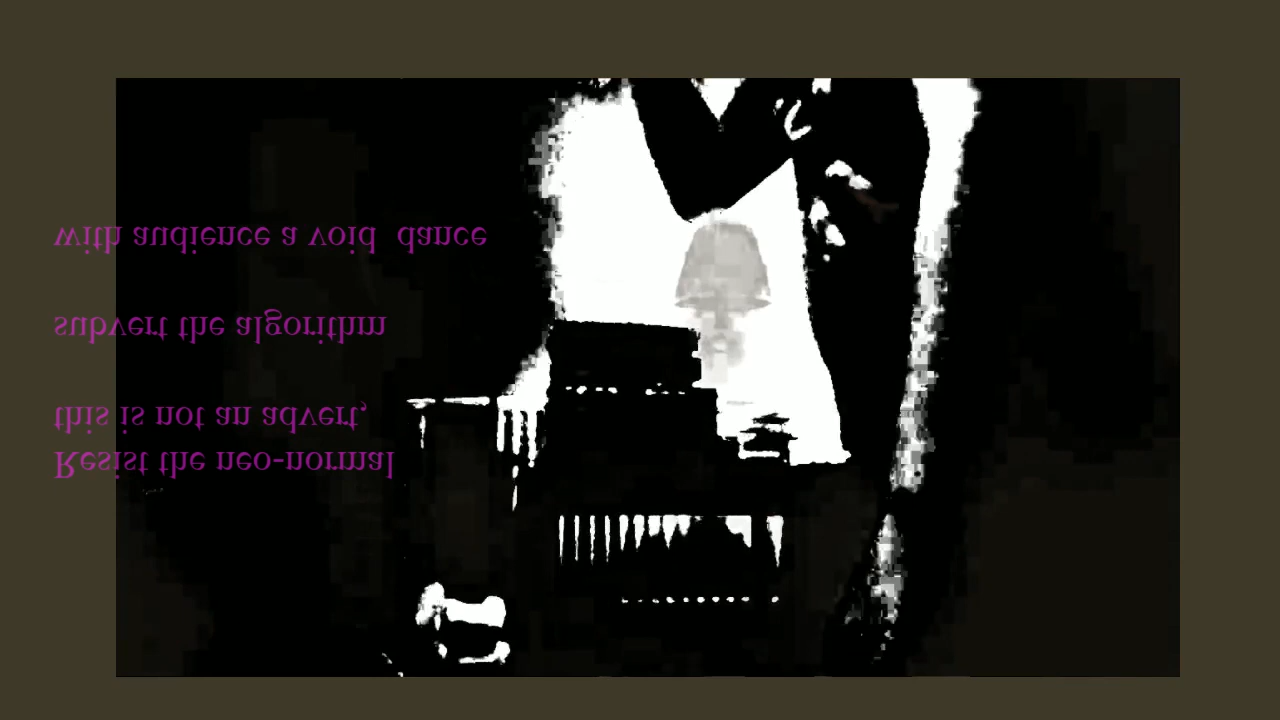 Resist the neo-normal
this is not an advert,
subvert the algorithm
with audience a void  dance